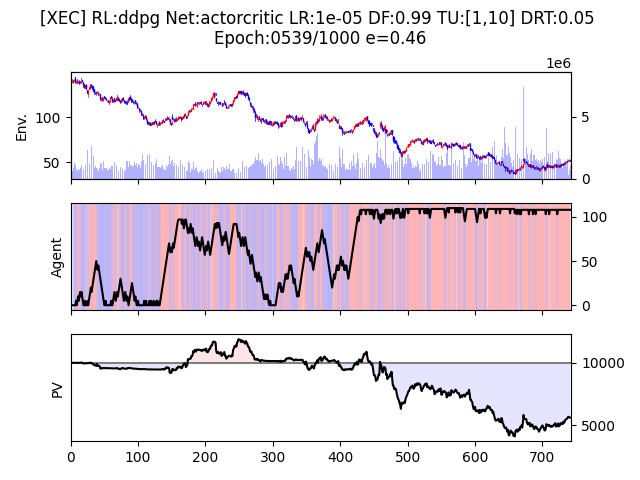 [XEC] RL:ddpg Net:actorcritic LR:1e-05 DF:0.99 TU:[1,10] DRT:0.05
Epoch:0539/1000 e=0.46
1e6
Env.
100
50
5
0
Agent
100
50
0
PV
10000
5000
0 100 200 300 400 500 600 700